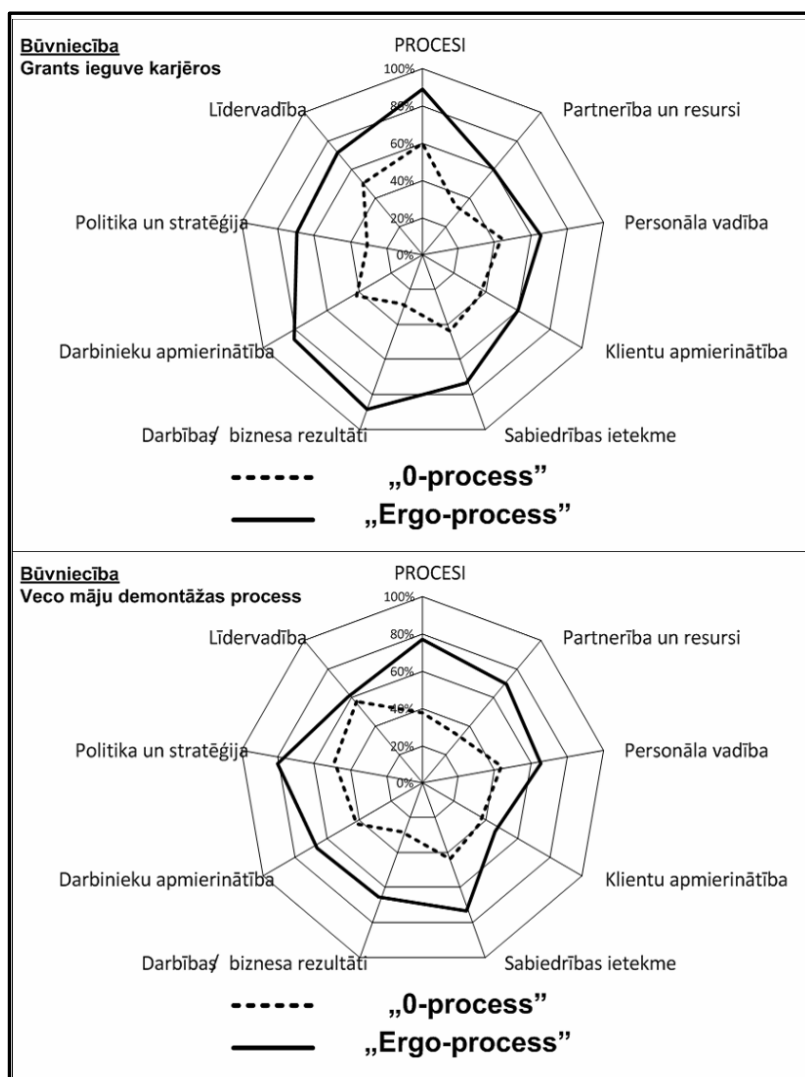 Būvniecība
Grants ieguve karjēros
PROCESI
100%
80%
60%
40%
20%
0%
Līdervadība
Partnerība un resursi
Politika un stratēģija
Personāla vadība
Darbinieku apmierinātība
Klientu apmierinātība
Darbības/ biznesa rezultāti
Sabiedrības ietekme
„0-process”
„Ergo-process”
Būvniecība
Veco māju demontāžas process
PROCESI
100%
80%
60%
40%
20%
0%
Līdervadība
Partnerība un resursi
Politika un stratēģija
Personāla vadība
Darbinieku apmierinātība
Klientu apmierinātība
Darbības/ biznesa rezultāti
Sabiedrības ietekme
„0-process”
„Ergo-process”